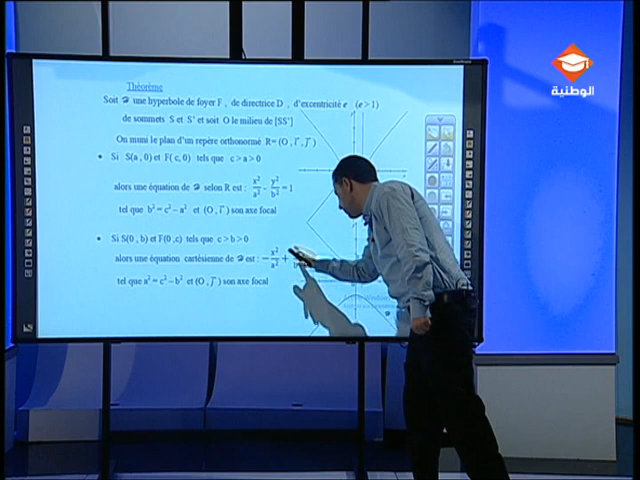 Théorème
Soit ℋ une hyperbole de foyer F , de directrice D , d'excentricité e (e > 1)
de sommets S et S' et soit O le milieu de [SS']
On muni le plan d'un repère orthonormé R= (O , i⃗ , j⃗ )
• Si S(a , 0) et F( c, 0) tels que c > a > 0
alors une équation de ℋ selon R est : x²/a² - y²/b² = 1
tel que b² = c² – a² et (O, i⃗ ) son axe focal
• Si S(0 , b) et F(0 ,c) tels que c > b > 0
alors une équation cartésienne de ℋ est : – x²/a² +
tel que a² = c² – b² et (O, j⃗ ) son axe focal
الوطنية